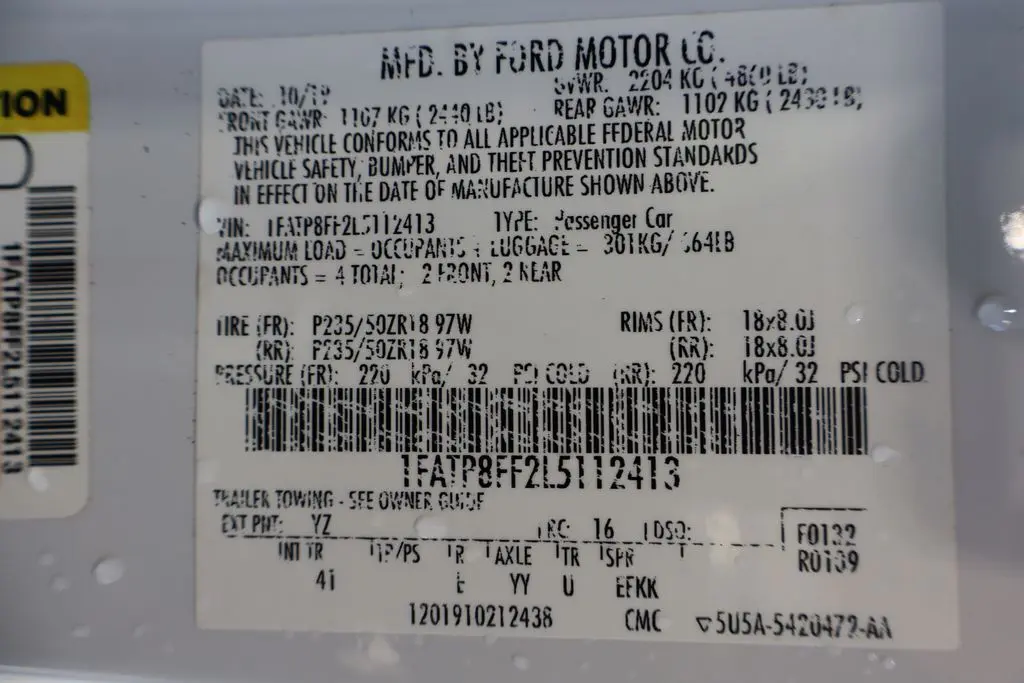 MFD. BY FORD MOTOR CO.
DATE: 10/19 GVWR: 2204 KG (4860 LB)
FRONT GAWR: 1107 KG (2440 LB) REAR GAWR: 1102 KG (2430 LB)
THIS VEHICLE CONFORMS TO ALL APPLICABLE FEDERAL MOTOR
VEHICLE SAFETY, BUMPER, AND THEFT PREVENTION STANDARDS
IN EFFECT ON THE DATE OF MANUFACTURE SHOWN ABOVE.
VIN: 1FATP8FF2L5112413 TYPE: Passenger Car
MAXIMUM LOAD = OCCUPANTS + LUGGAGE = 301KG/ 664LB
OCCUPANTS = 4 TOTAL; 2 FRONT, 2 REAR
TIRE (FR): P235/50ZR18 97W RIMS (FR): 18x8.0J
(RR): P235/50ZR18 97W (RR): 18x8.0J
PRESSURE (FR): 220 kPa/ 32 PSI COLD (RR): 220 kPa/ 32 PSI COLD
1FATP8FF2L5112413
TRAILER TOWING - SEE OWNER GUIDE
EXT PNT: YZ RC: 16 DSO: F0132
R0139
INT TR TP/PS R AXLE TR SPR
4I E YY U EFKK
1201910212438 CMC ▽5U5A-5420472-AA
TION
1FATP8FF2L5112413